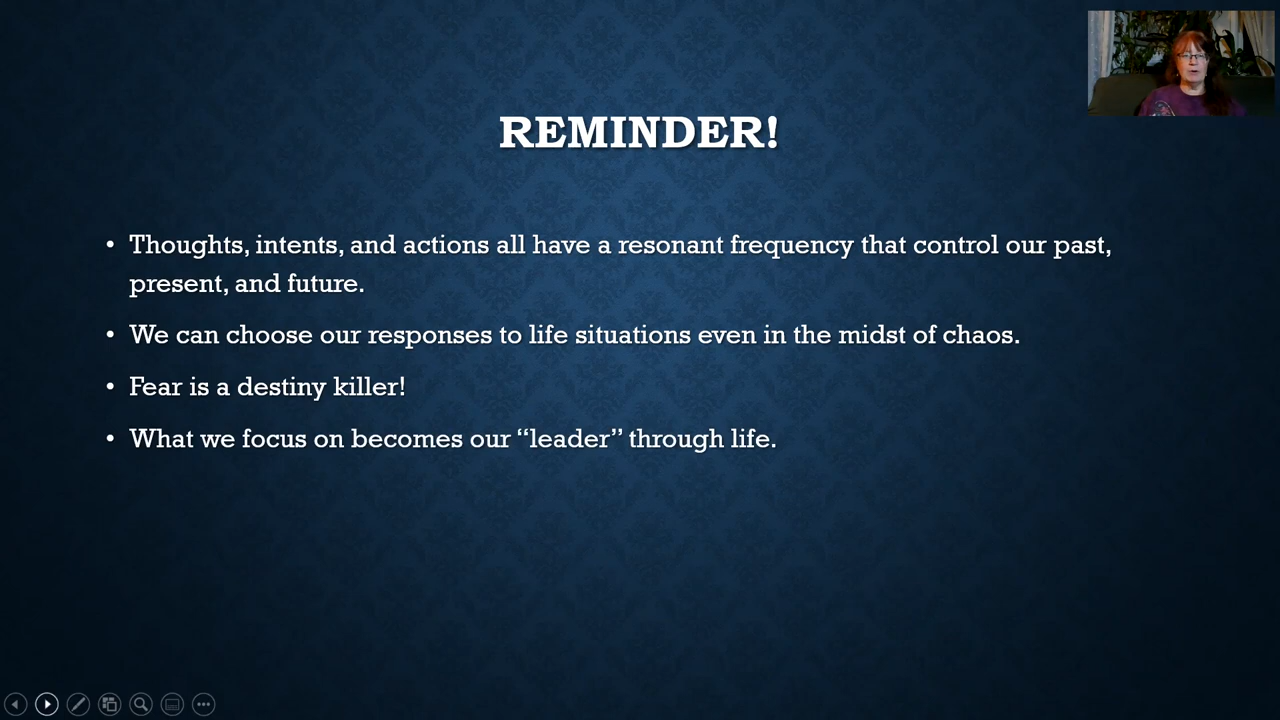 REMINDER!
• Thoughts, intents, and actions all have a resonant frequency that control our past,
present, and future.
• We can choose our responses to life situations even in the midst of chaos.
• Fear is a destiny killer!
• What we focus on becomes our “leader” through life.